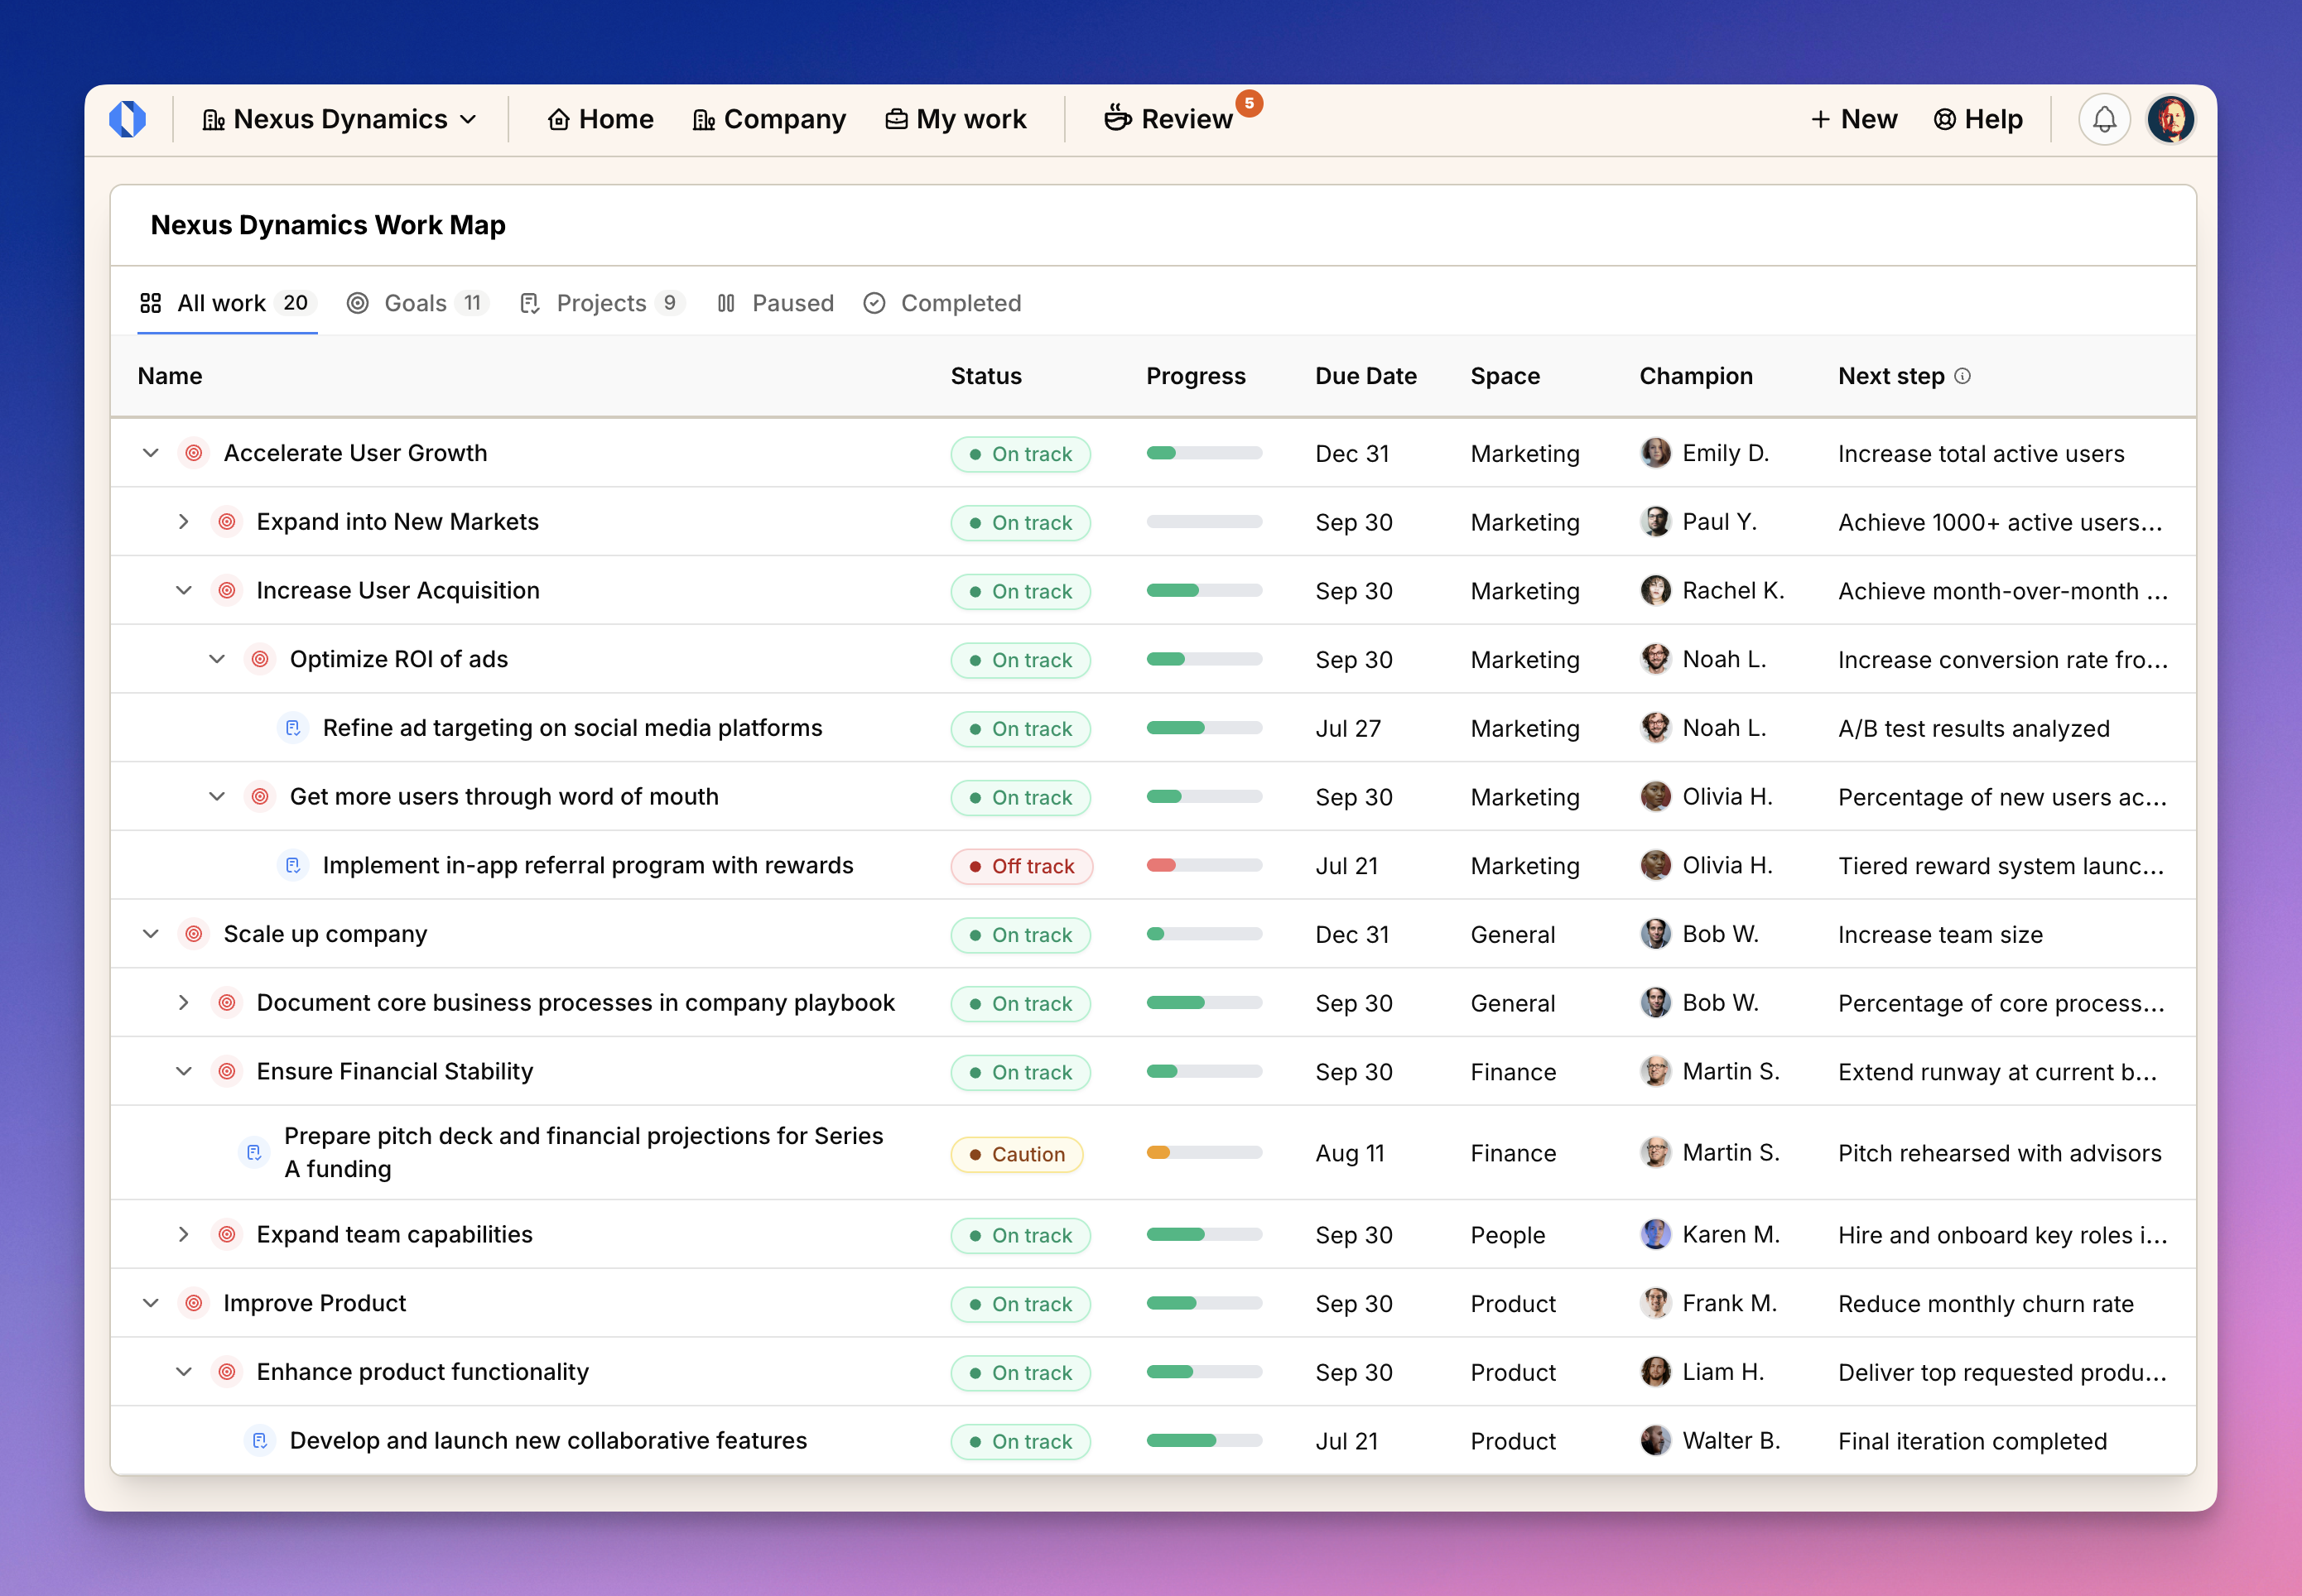 Nexus Dynamics Home Company My work Review 5 + New Help
Nexus Dynamics Work Map
All work 20 Goals 11 Projects 9 Paused Completed
Name Status Progress Due Date Space Champion Next step
Accelerate User Growth On track Dec 31 Marketing Emily D. Increase total active users
Expand into New Markets On track Sep 30 Marketing Paul Y. Achieve 1000+ active users...
Increase User Acquisition On track Sep 30 Marketing Rachel K. Achieve month-over-month ...
Optimize ROI of ads On track Sep 30 Marketing Noah L. Increase conversion rate fro...
Refine ad targeting on social media platforms On track Jul 27 Marketing Noah L. A/B test results analyzed
Get more users through word of mouth On track Sep 30 Marketing Olivia H. Percentage of new users ac...
Implement in-app referral program with rewards Off track Jul 21 Marketing Olivia H. Tiered reward system launc...
Scale up company On track Dec 31 General Bob W. Increase team size
Document core business processes in company playbook On track Sep 30 General Bob W. Percentage of core process...
Ensure Financial Stability On track Sep 30 Finance Martin S. Extend runway at current b...
Prepare pitch deck and financial projections for Series
A funding Caution Aug 11 Finance Martin S. Pitch rehearsed with advisors
Expand team capabilities On track Sep 30 People Karen M. Hire and onboard key roles i...
Improve Product On track Sep 30 Product Frank M. Reduce monthly churn rate
Enhance product functionality On track Sep 30 Product Liam H. Deliver top requested produ...
Develop and launch new collaborative features On track Jul 21 Product Walter B. Final iteration completed